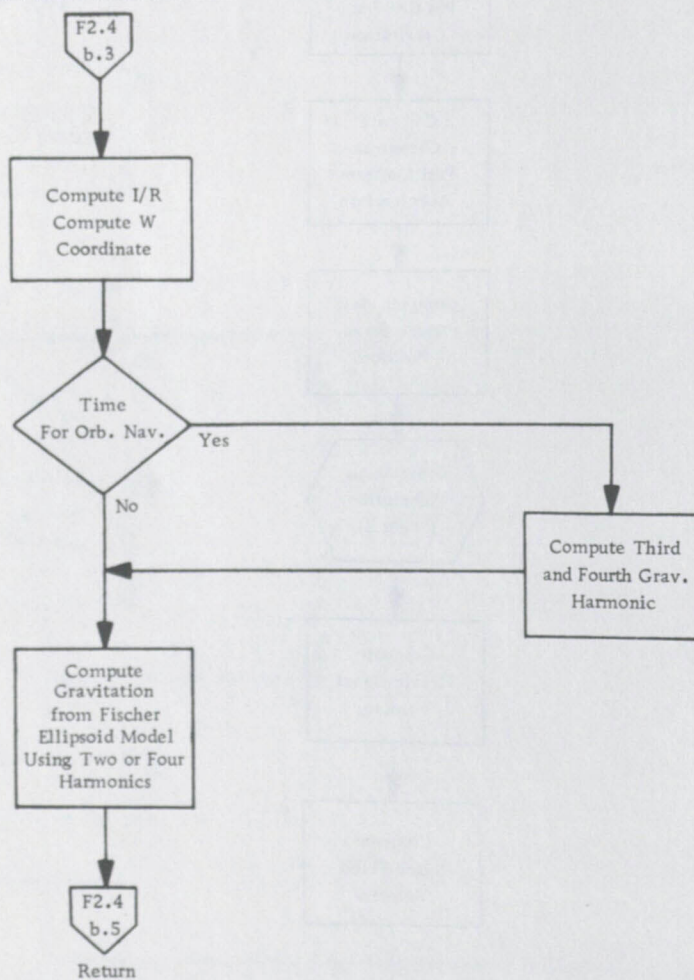 F2.4
b.3
Compute I/R
Compute W
Coordinate
Time
For Orb. Nav.
Yes
No
Compute Third
and Fourth Grav.
Harmonic
Compute
Gravitation
from Fischer
Ellipsoid Model
Using Two or Four
Harmonics
F2.4
b.5
Return